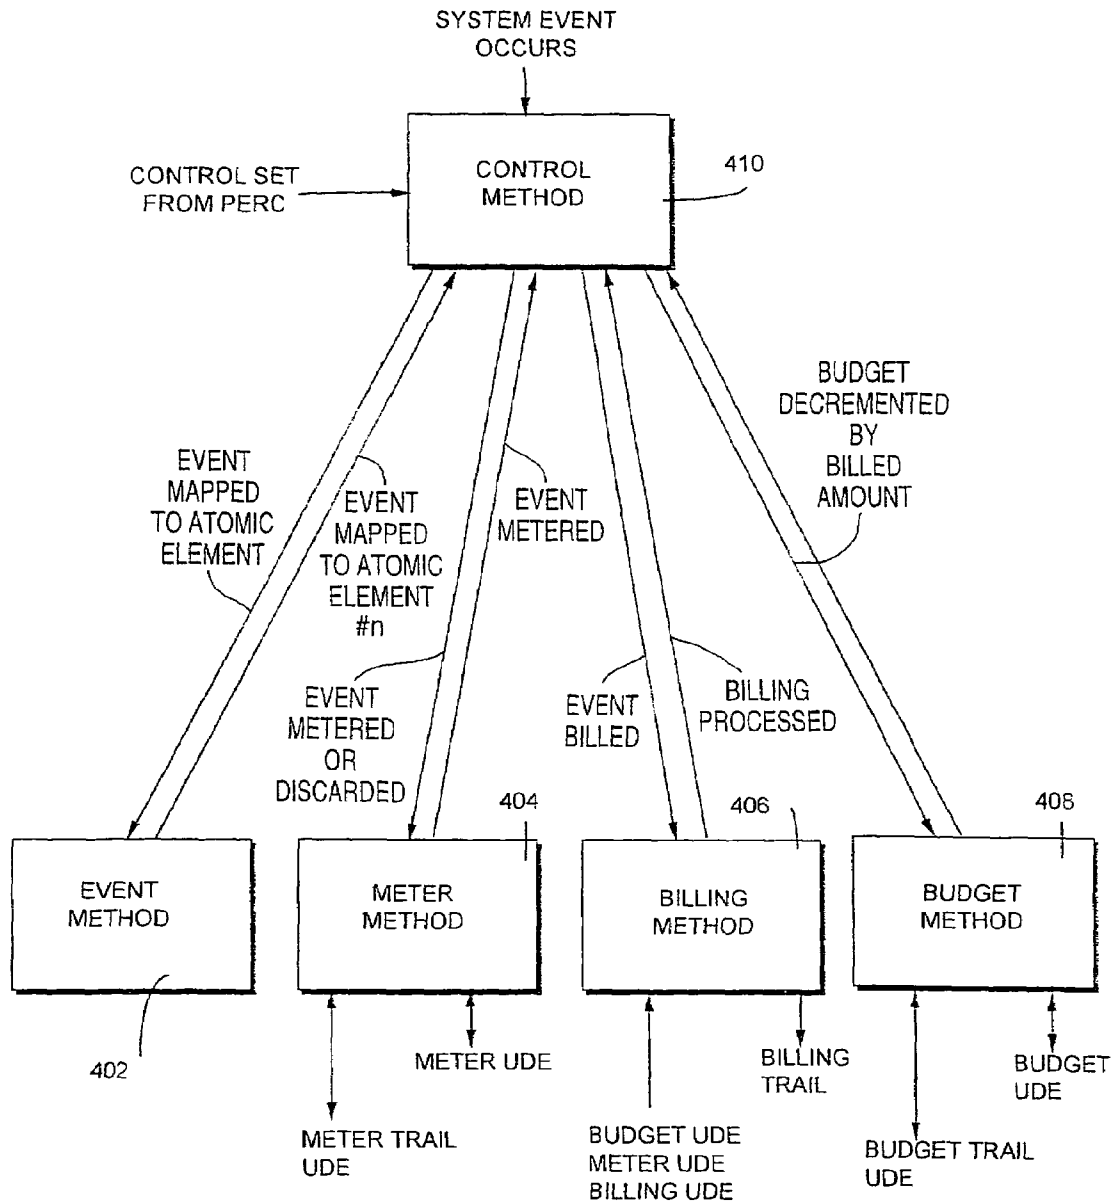 SYSTEM EVENT
OCCURS
CONTROL
METHOD
410
CONTROL SET
FROM PERC
BUDGET
DECREMENTED
BY
BILLED
AMOUNT
EVENT
MAPPED
TO ATOMIC
ELEMENT
EVENT
MAPPED
TO ATOMIC
ELEMENT
#n
EVENT
METERED
EVENT
METERED
OR
DISCARDED
EVENT
BILLED
BILLING
PROCESSED
404
406
408
EVENT
METHOD
METER
METHOD
BILLING
METHOD
BUDGET
METHOD
402
METER UDE
BILLING
TRAIL
BUDGET
UDE
METER TRAIL
UDE
BUDGET UDE
METER UDE
BILLING UDE
BUDGET TRAIL
UDE